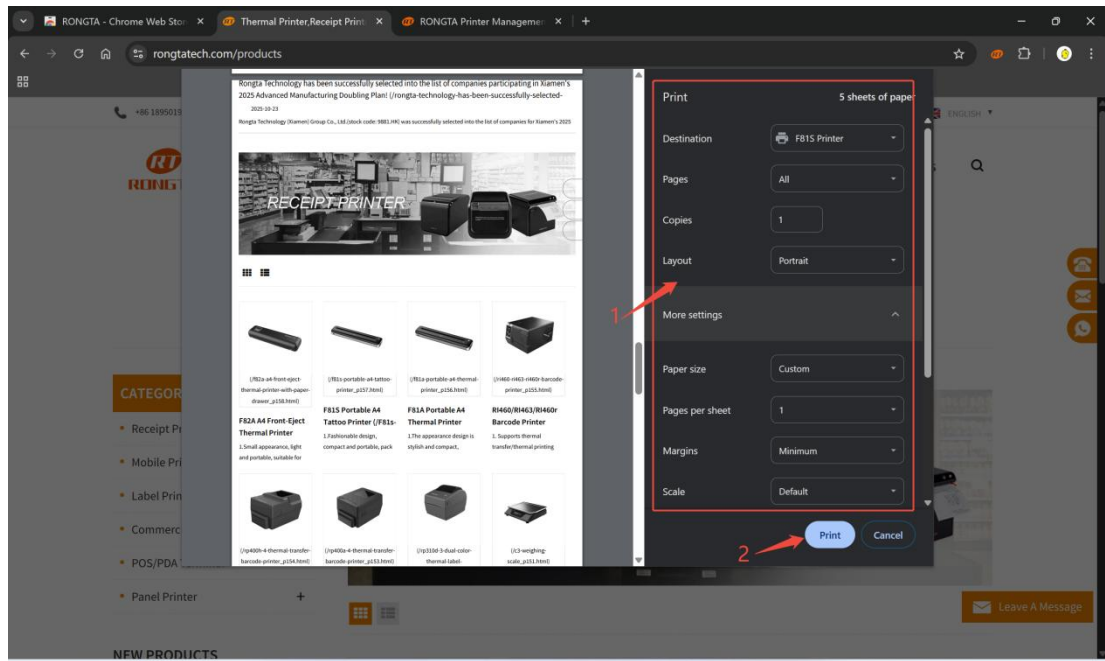 RONGTA - Chrome Web Stor
Thermal Printer,Receipt Print
RONGTA Printer Managemen
rongtatech.com/products
+86 1895019
RT
RONGT
ENGLISH
Rongta Technology has been successfully selected into the list of companies participating in Xiamen's
2025 Advanced Manufacturing Doubling Plan! (/rongta-technology-has-been-successfully-selected-
2025-10-23
Rongta Technology (Xiamen) Group Co., Ltd.(stock code: 9881.HK) was successfully selected into the list of companies for Xiamen's 2025
RECEIPT PRINTER
(/f82a-a4-front-eject-
thermal-printer-with-paper-
drawer_p158.html)
F82A A4 Front-Eject
Thermal Printer
1.Small appearance, light
and portable, suitable for
(/f81s-portable-a4-tattoo-
printer_p157.html)
F81S Portable A4
Tattoo Printer (/F81s-
1.Fashionable design,
compact and portable, pack
(/f81a-portable-a4-thermal-
printer_p156.html)
F81A Portable A4
Thermal Printer
1.The appearance design is
stylish and compact,
(/ri460-ri463-ri460r-barcode-
printer_p155.html)
RI460/RI463/RI460r
Barcode Printer
1. Supports thermal
transfer/thermal printing
(/rp400h-4-thermal-transfer-
barcode-printer_p154.html)
(/rp400a-4-thermal-transfer-
barcode-printer_p153.html)
(/rp310d-3-dual-color-
thermal-label-
(/c3-weighing-
scale_p151.html)
Print
5 sheets of paper
Destination
F81S Printer
Pages
All
Copies
1
Layout
Portrait
1
More settings
Paper size
Custom
Pages per sheet
1
Margins
Minimum
Scale
Default
2
Print
Cancel
CATEGOR
Receipt Pr
Mobile Pri
Label Prin
Commerc
POS/PDA
Panel Printer
+
Leave A Message
NEW PRODUCTS